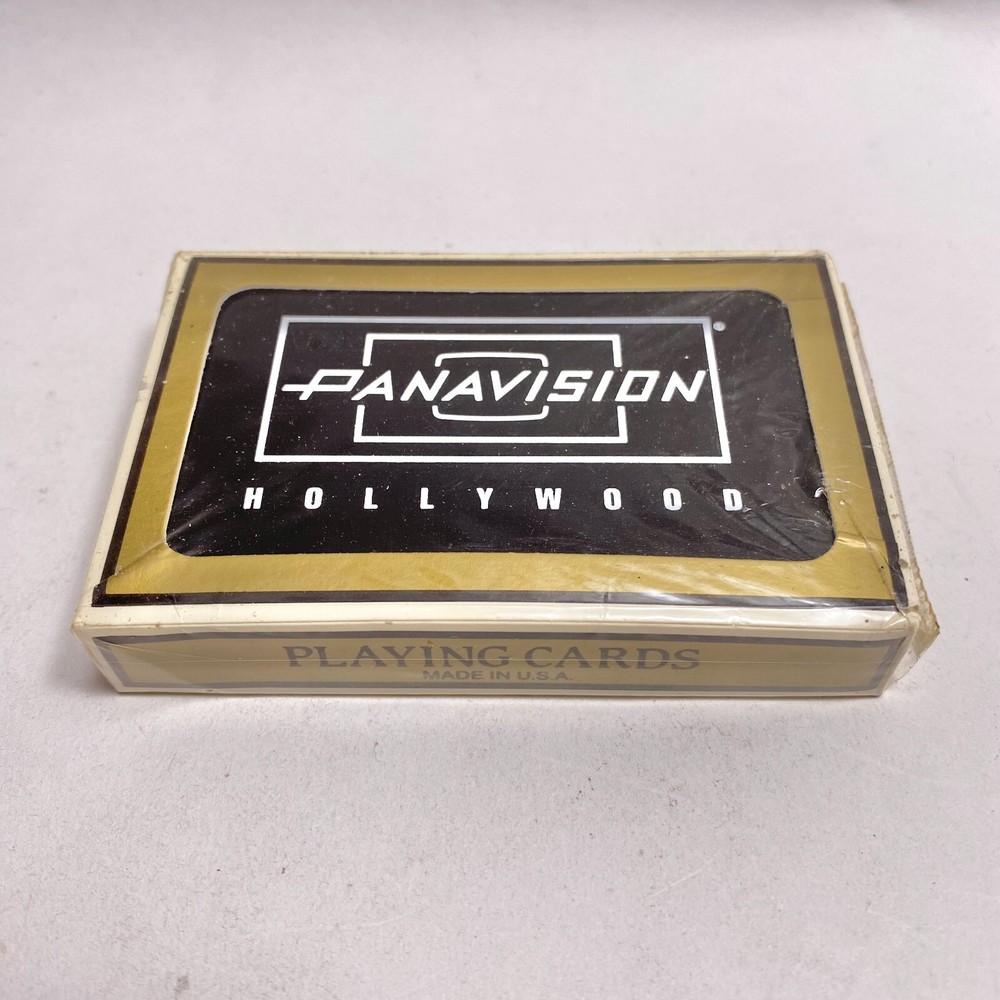 PANAVISION
HOLLYWOOD
PLAYING CARDS
MADE IN U.S.A.